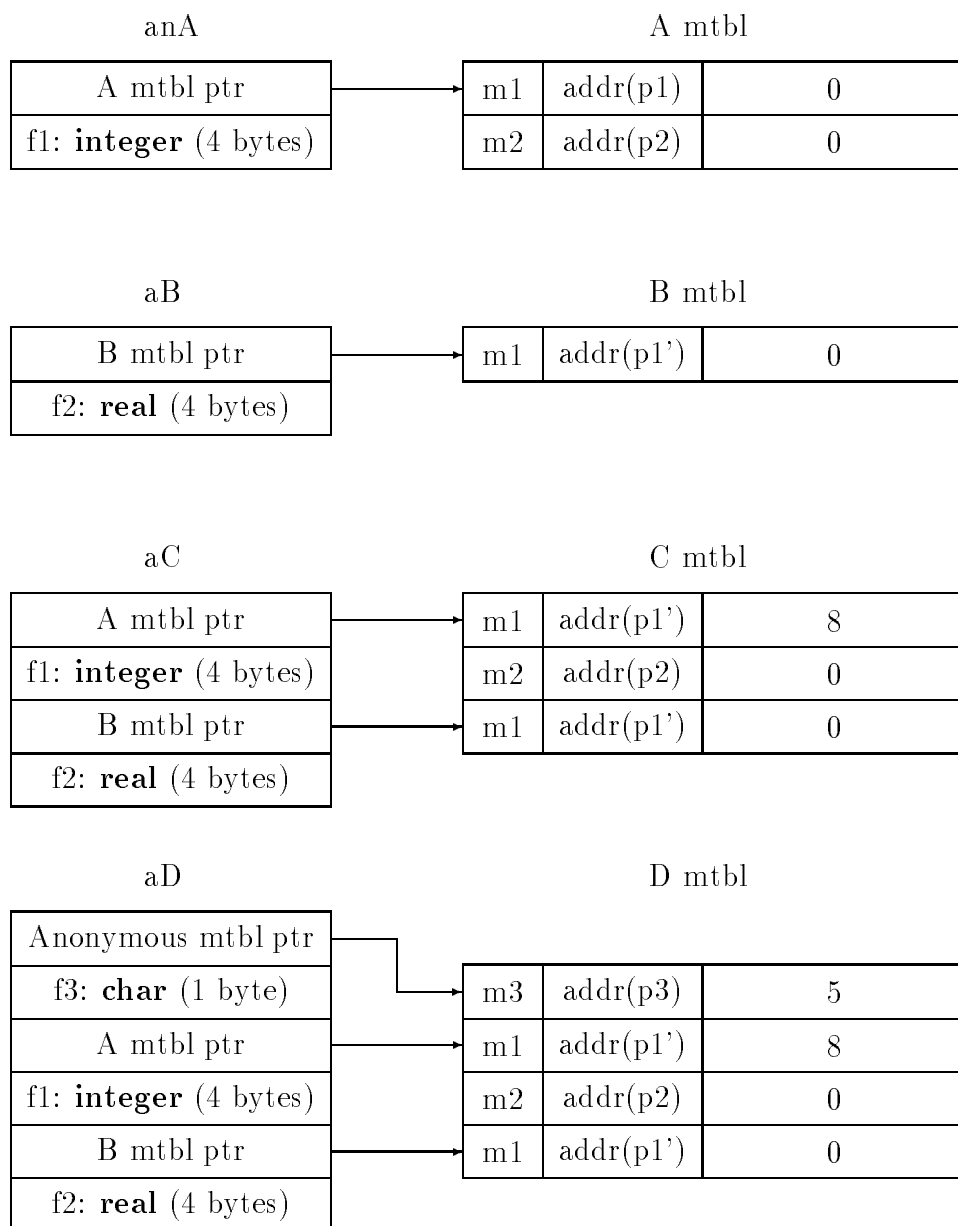 anA A mtbl
A mtbl ptr m1 addr(p1) 0
f1: integer (4 bytes) m2 addr(p2) 0
aB B mtbl
B mtbl ptr m1 addr(p1') 0
f2: real (4 bytes)
aC C mtbl
A mtbl ptr m1 addr(p1') 8
f1: integer (4 bytes) m2 addr(p2) 0
B mtbl ptr m1 addr(p1') 0
f2: real (4 bytes)
aD D mtbl
Anonymous mtbl ptr
f3: char (1 byte) m3 addr(p3) 5
A mtbl ptr m1 addr(p1') 8
f1: integer (4 bytes) m2 addr(p2) 0
B mtbl ptr m1 addr(p1') 0
f2: real (4 bytes)